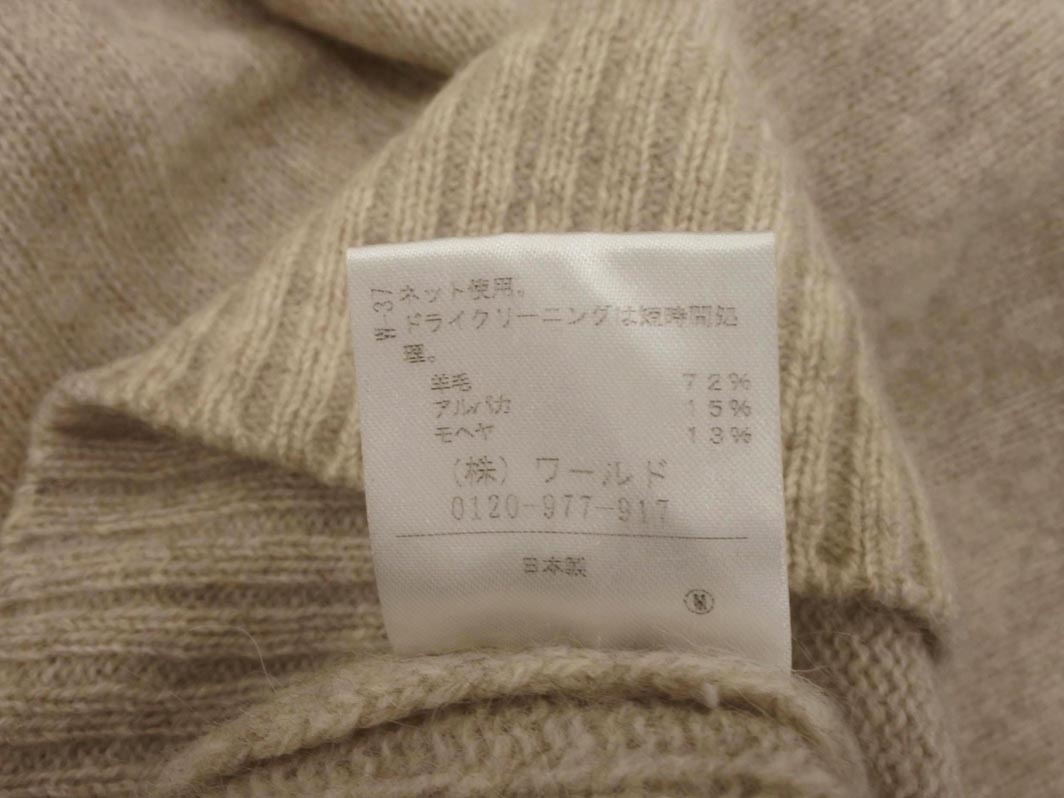 W-37
ネット使用。
ドライクリーニングは短時間処
理。
羊毛 72%
アルパカ 15%
モヘヤ 13%
(株) ワールド
0120-977-917
日本製